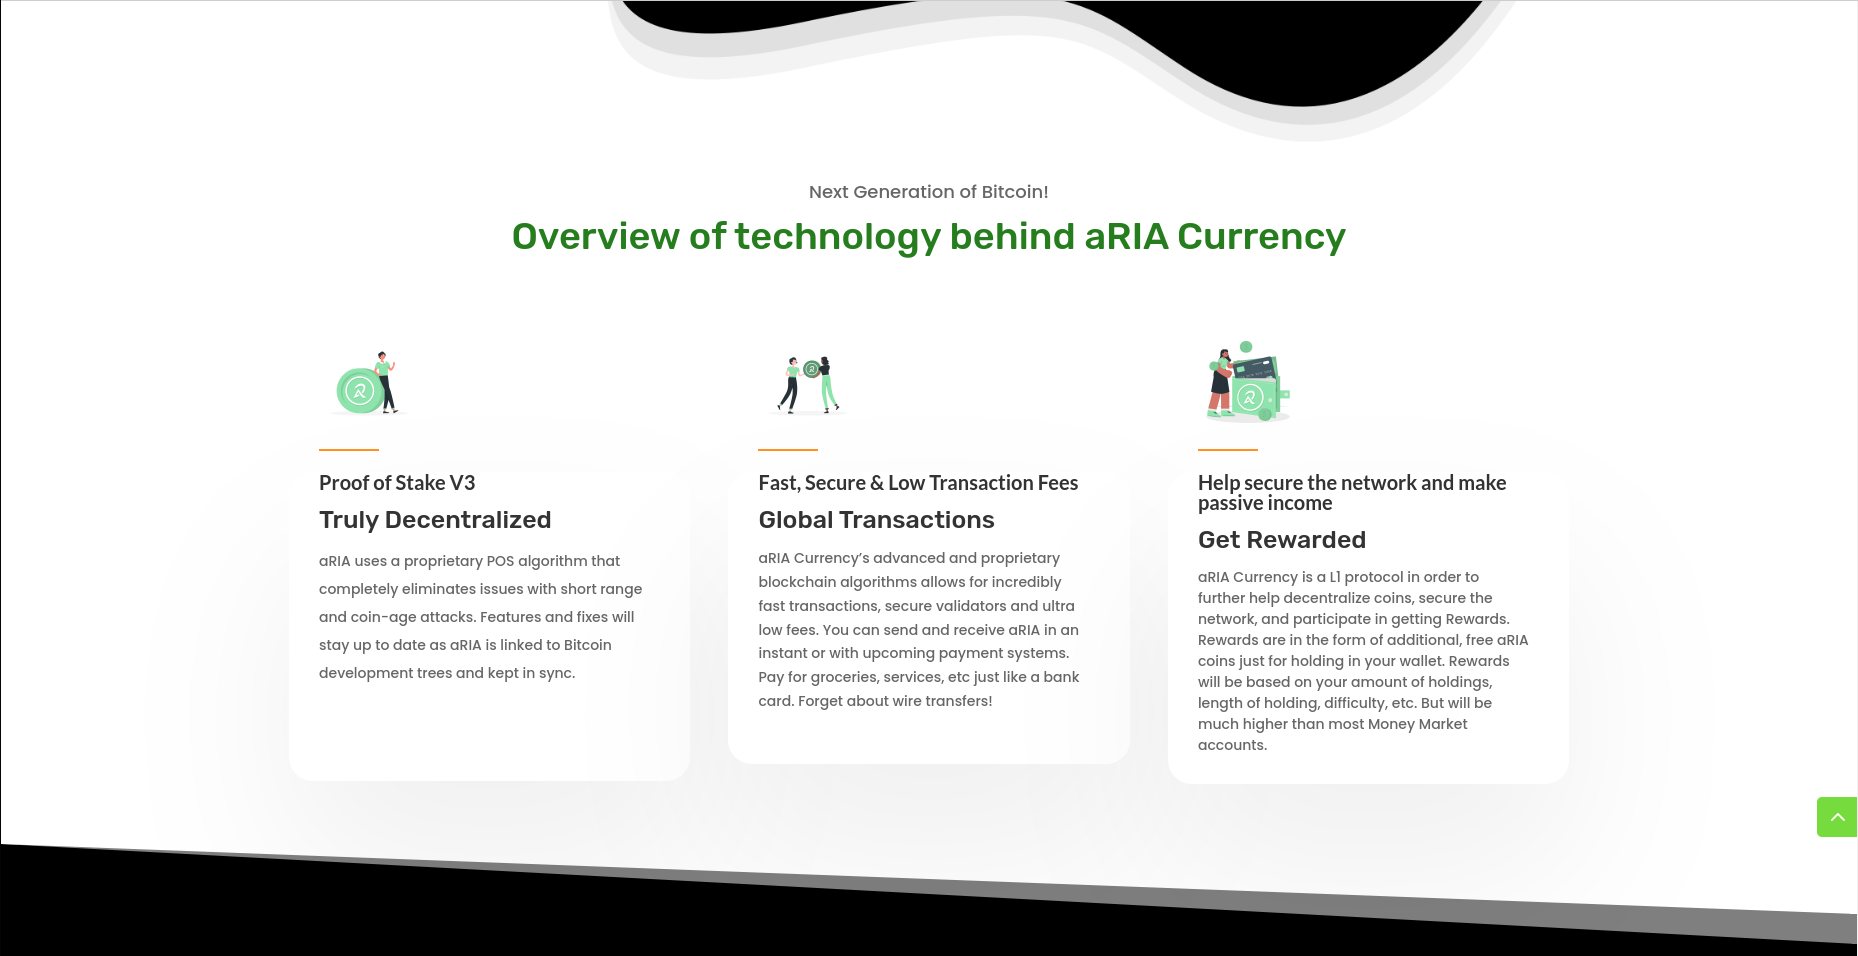 Next Generation of Bitcoin!
Overview of technology behind aRIA Currency
Proof of Stake V3
Truly Decentralized
aRIA uses a proprietary POS algorithm that
completely eliminates issues with short range
and coin-age attacks. Features and fixes will
stay up to date as aRIA is linked to Bitcoin
development trees and kept in sync.
Fast, Secure & Low Transaction Fees
Global Transactions
aRIA Currency’s advanced and proprietary
blockchain algorithms allows for incredibly
fast transactions, secure validators and ultra
low fees. You can send and receive aRIA in an
instant or with upcoming payment systems.
Pay for groceries, services, etc just like a bank
card. Forget about wire transfers!
Help secure the network and make
passive income
Get Rewarded
aRIA Currency is a L1 protocol in order to
further help decentralize coins, secure the
network, and participate in getting Rewards.
Rewards are in the form of additional, free aRIA
coins just for holding in your wallet. Rewards
will be based on your amount of holdings,
length of holding, difficulty, etc. But will be
much higher than most Money Market
accounts.